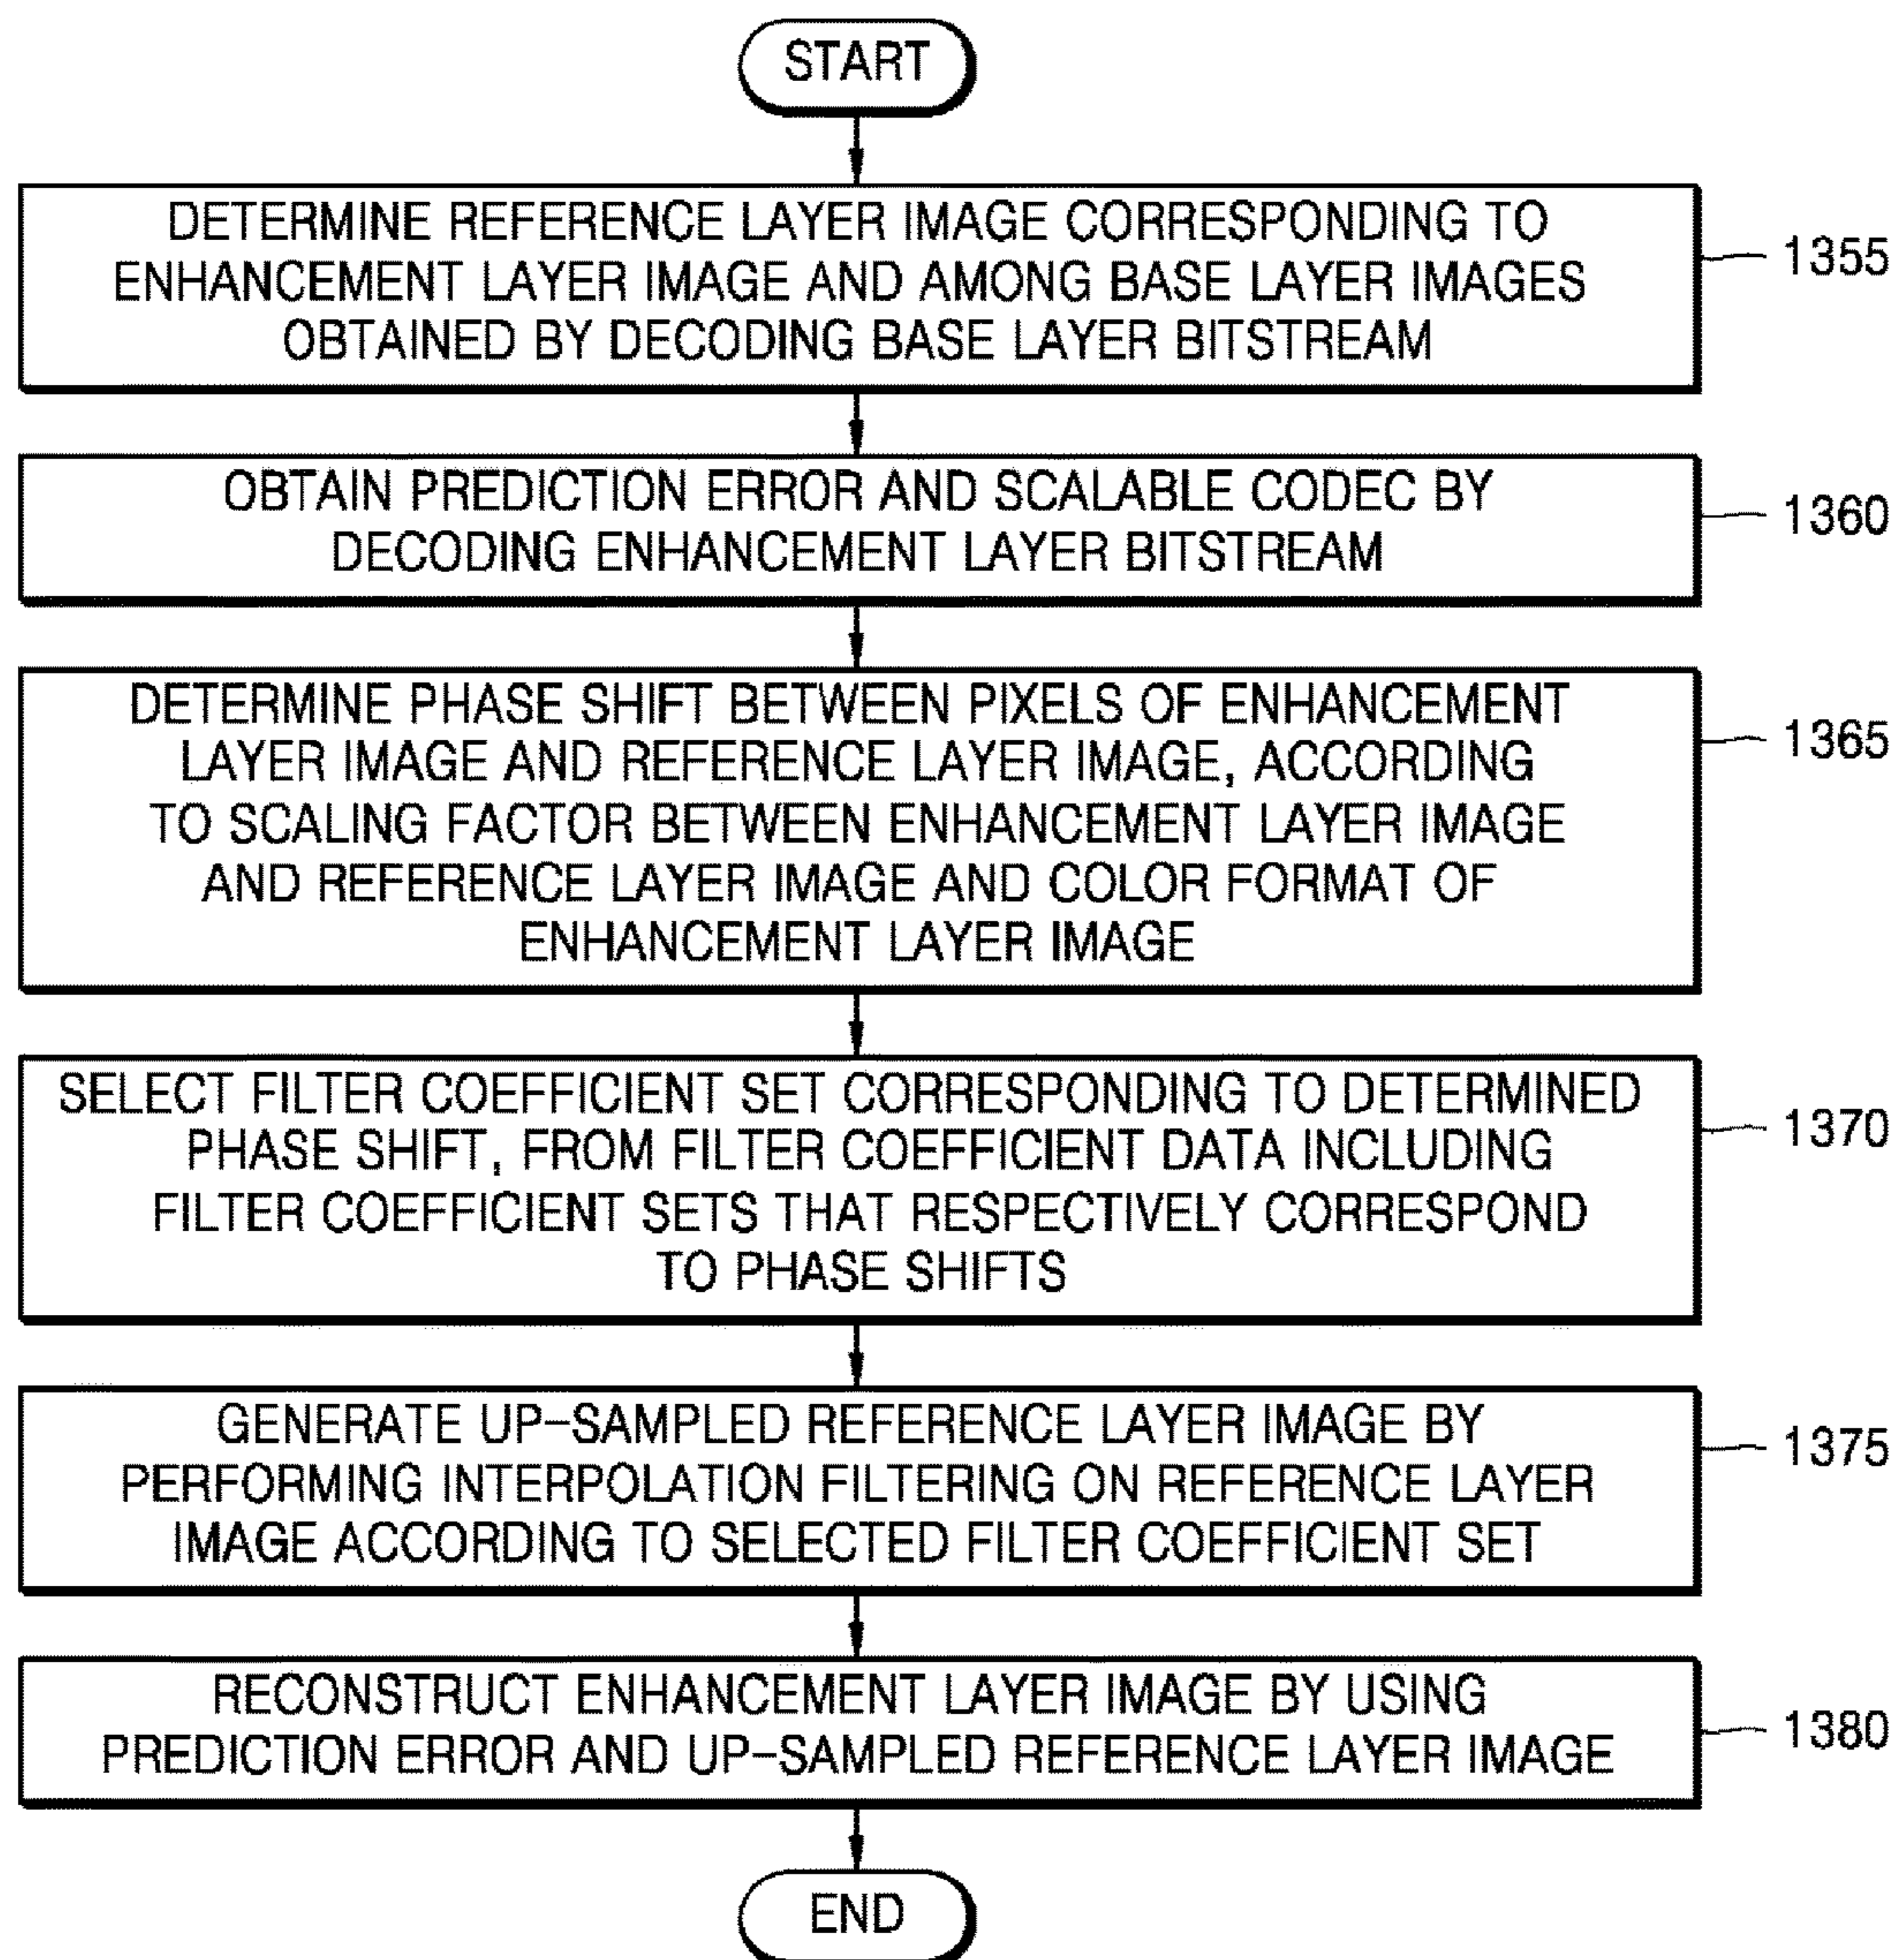 START
DETERMINE REFERENCE LAYER IMAGE CORRESPONDING TO
ENHANCEMENT LAYER IMAGE AND AMONG BASE LAYER IMAGES
OBTAINED BY DECODING BASE LAYER BITSTREAM
1355
OBTAIN PREDICTION ERROR AND SCALABLE CODEC BY
DECODING ENHANCEMENT LAYER BITSTREAM
1360
DETERMINE PHASE SHIFT BETWEEN PIXELS OF ENHANCEMENT
LAYER IMAGE AND REFERENCE LAYER IMAGE, ACCORDING
TO SCALING FACTOR BETWEEN ENHANCEMENT LAYER IMAGE
AND REFERENCE LAYER IMAGE AND COLOR FORMAT OF
ENHANCEMENT LAYER IMAGE
1365
SELECT FILTER COEFFICIENT SET CORRESPONDING TO DETERMINED
PHASE SHIFT, FROM FILTER COEFFICIENT DATA INCLUDING
FILTER COEFFICIENT SETS THAT RESPECTIVELY CORRESPOND
TO PHASE SHIFTS
1370
GENERATE UP-SAMPLED REFERENCE LAYER IMAGE BY
PERFORMING INTERPOLATION FILTERING ON REFERENCE LAYER
IMAGE ACCORDING TO SELECTED FILTER COEFFICIENT SET
1375
RECONSTRUCT ENHANCEMENT LAYER IMAGE BY USING
PREDICTION ERROR AND UP-SAMPLED REFERENCE LAYER IMAGE
1380
END